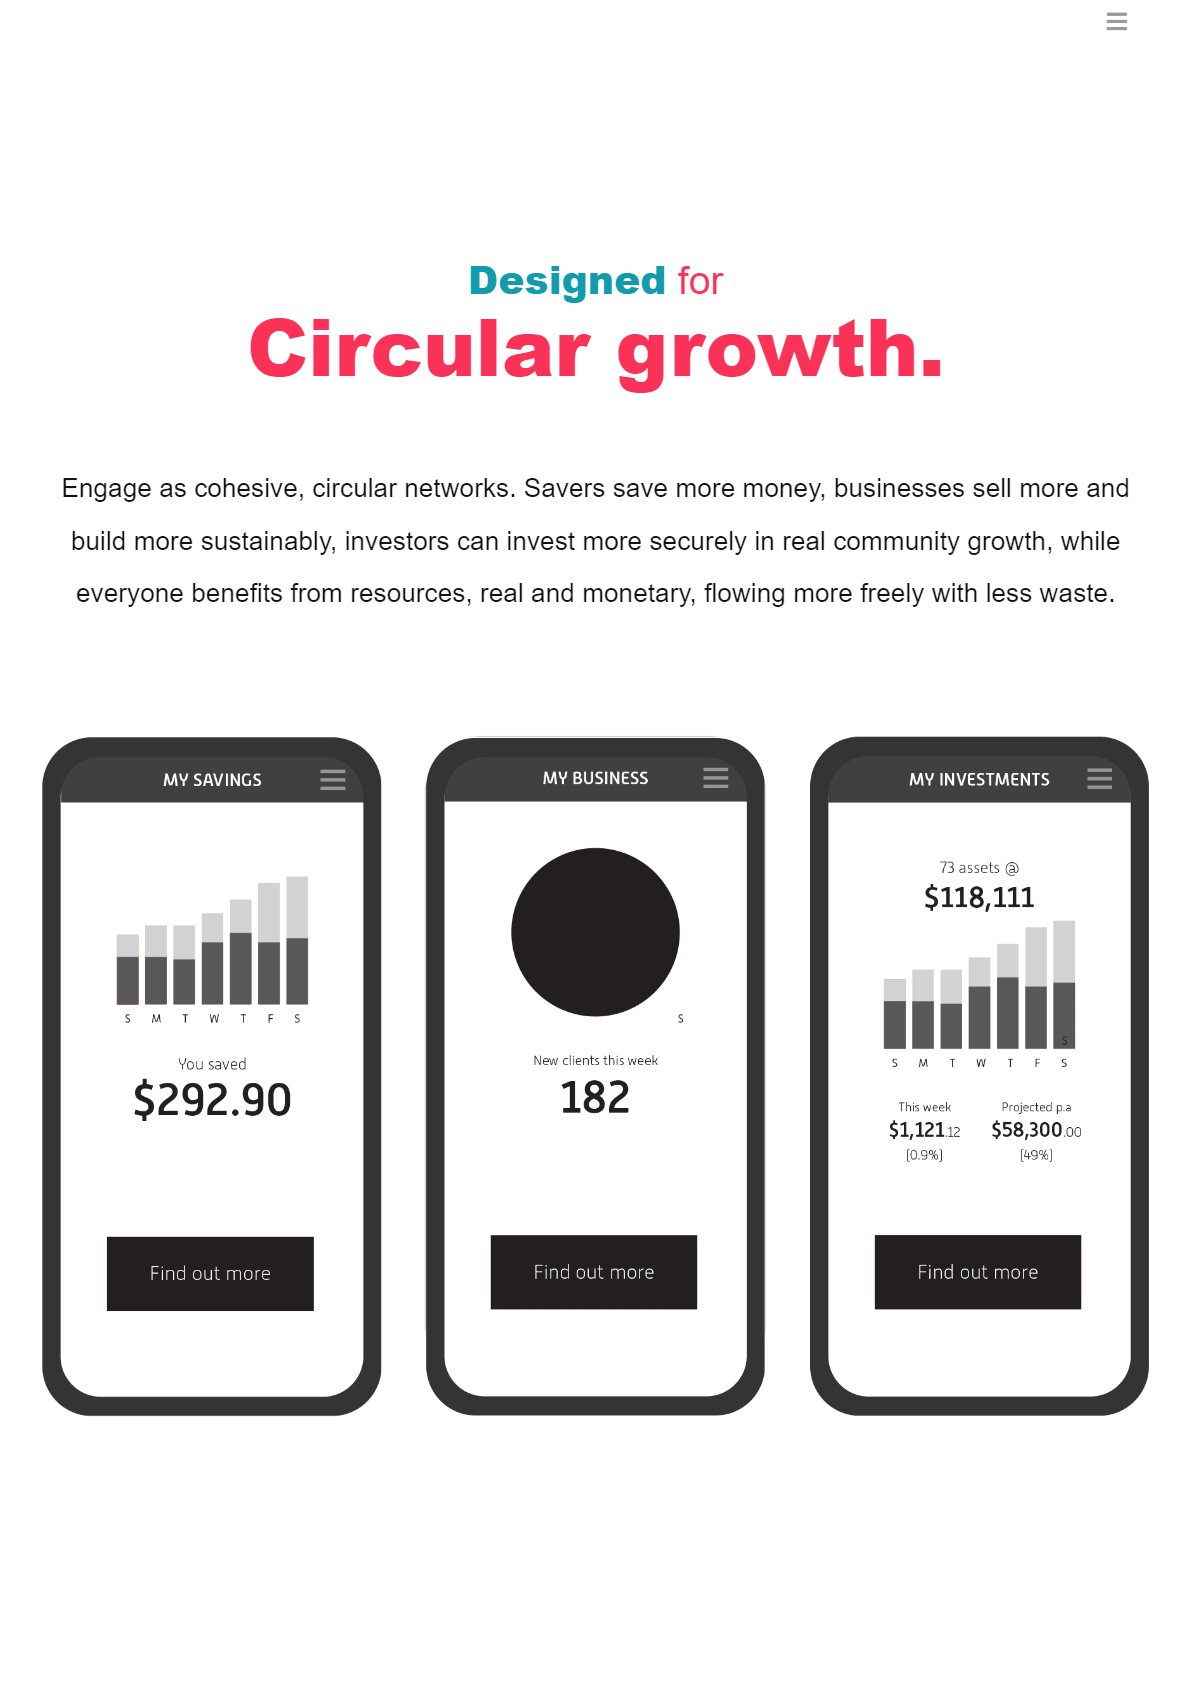 Designed for
Circular growth.
Engage as cohesive, circular networks. Savers save more money, businesses sell more and
build more sustainably, investors can invest more securely in real community growth, while
everyone benefits from resources, real and monetary, flowing more freely with less waste.
MY SAVINGS
S M T W T F S
You saved
$292.90
Find out more
MY BUSINESS
S
New clients this week
182
Find out more
MY INVESTMENTS
73 assets @
$118,111
S
S M T W T F S
This week Projected p.a
$1,121.12 $58,300.00
[0.9%] [49%]
Find out more